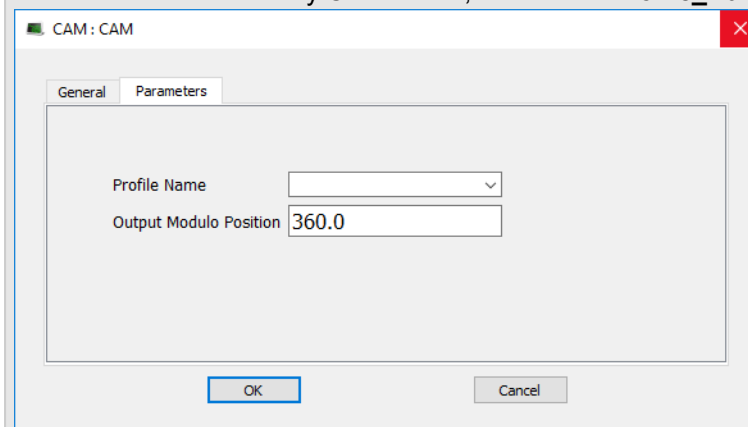 CAM : CAM
General Parameters
Profile Name
Output Modulo Position 360.0
OK Cancel